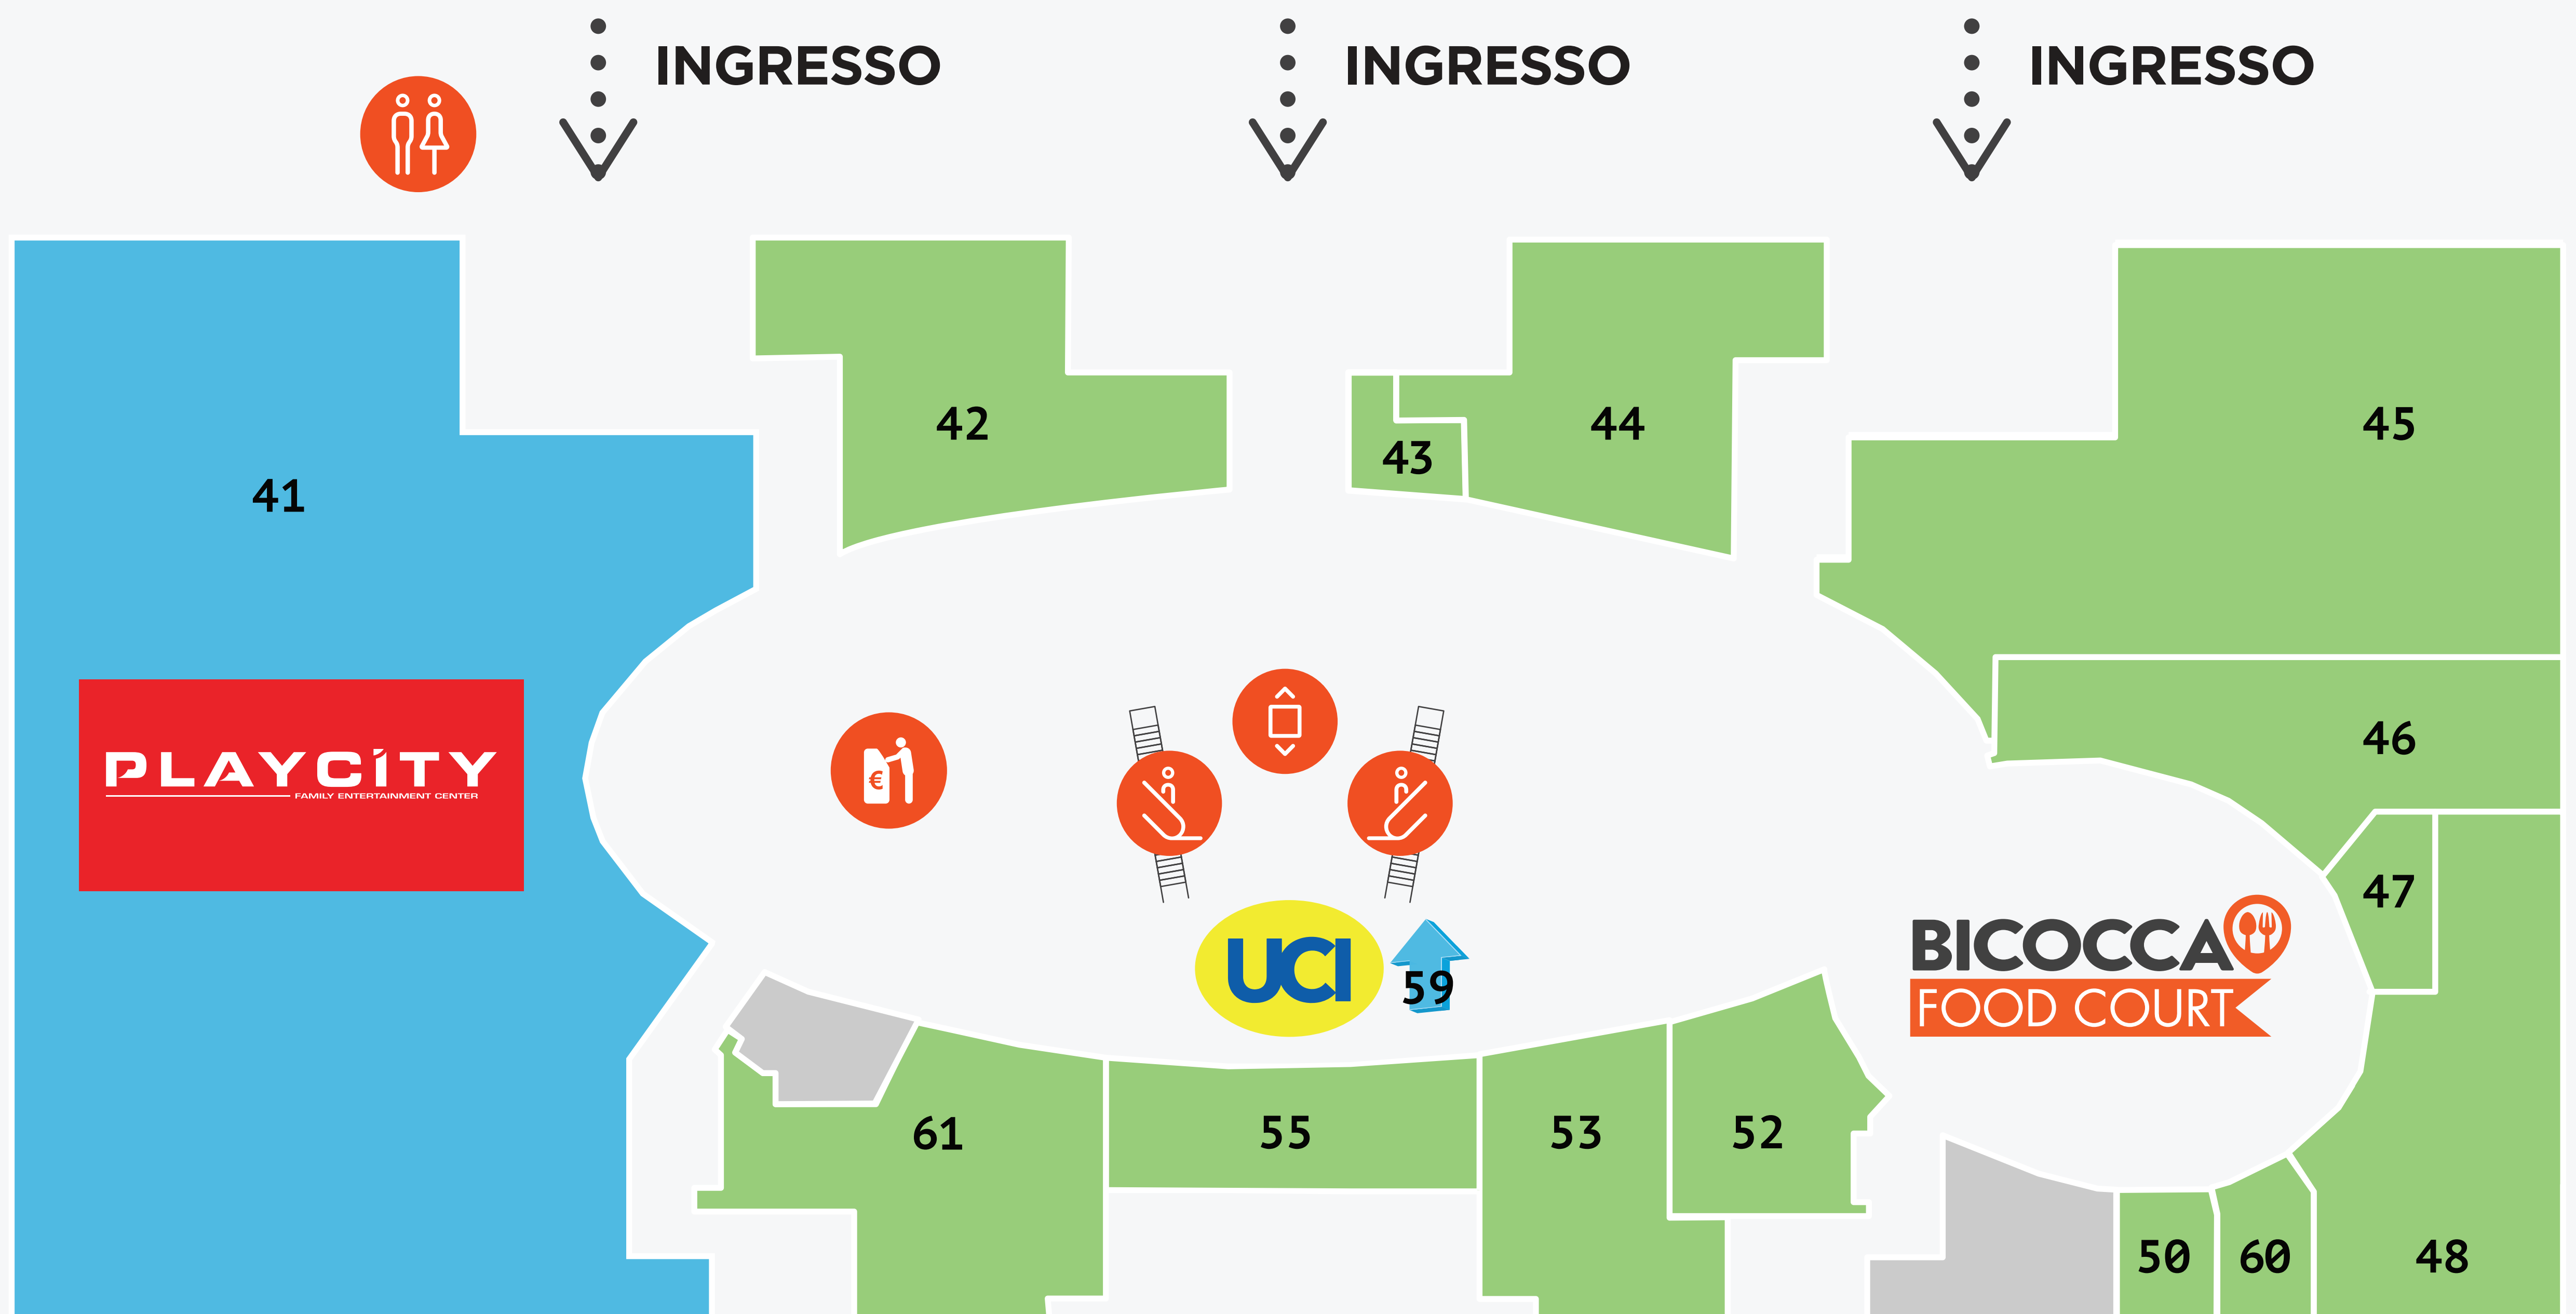 INGRESSO
INGRESSO
INGRESSO
42
44
45
43
41
46
PLAYCITY
FAMILY ENTERTAINMENT CENTER
€
47
UCI
59
BICOCCA
FOOD COURT
61
55
53
52
50
60
48